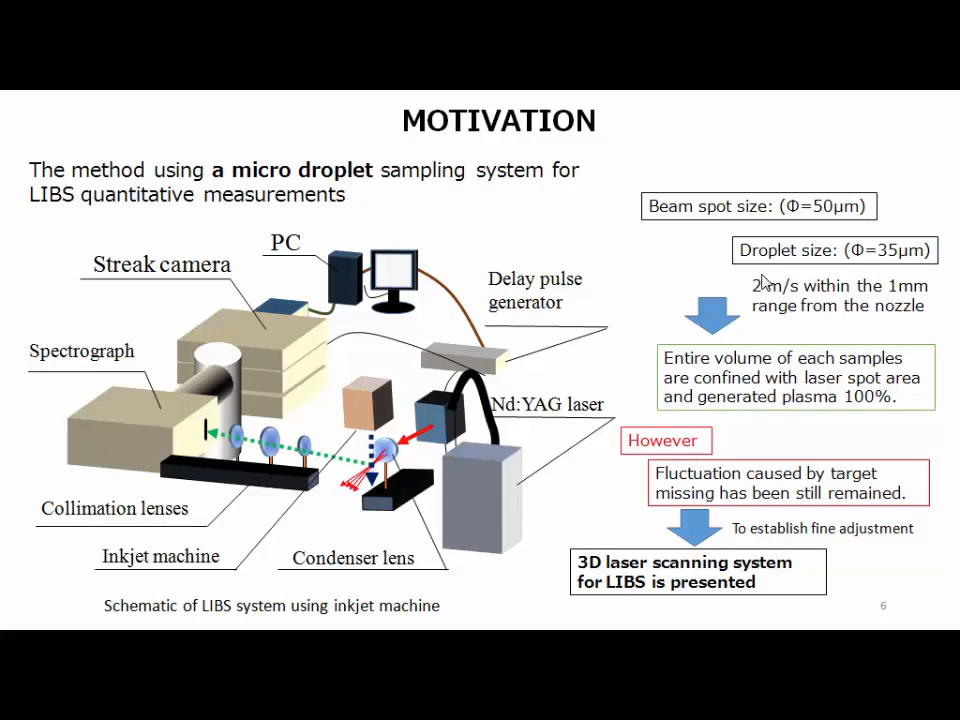 MOTIVATION
The method using a micro droplet sampling system for
LIBS quantitative measurements
Beam spot size: (Φ=50μm)
Droplet size: (Φ=35μm)
2m/s within the 1mm
range from the nozzle
Entire volume of each samples
are confined with laser spot area
and generated plasma 100%.
However
Fluctuation caused by target
missing has been still remained.
To establish fine adjustment
3D laser scanning system
for LIBS is presented
PC
Streak camera
Delay pulse
generator
Spectrograph
Nd:YAG laser
Collimation lenses
Inkjet machine
Condenser lens
Schematic of LIBS system using inkjet machine
6